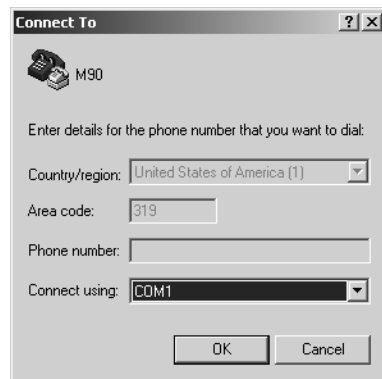 Connect To
M90
Enter details for the phone number that you want to dial:
Country/region: United States of America (1)
Area code: 319
Phone number:
Connect using: COM1
OK Cancel